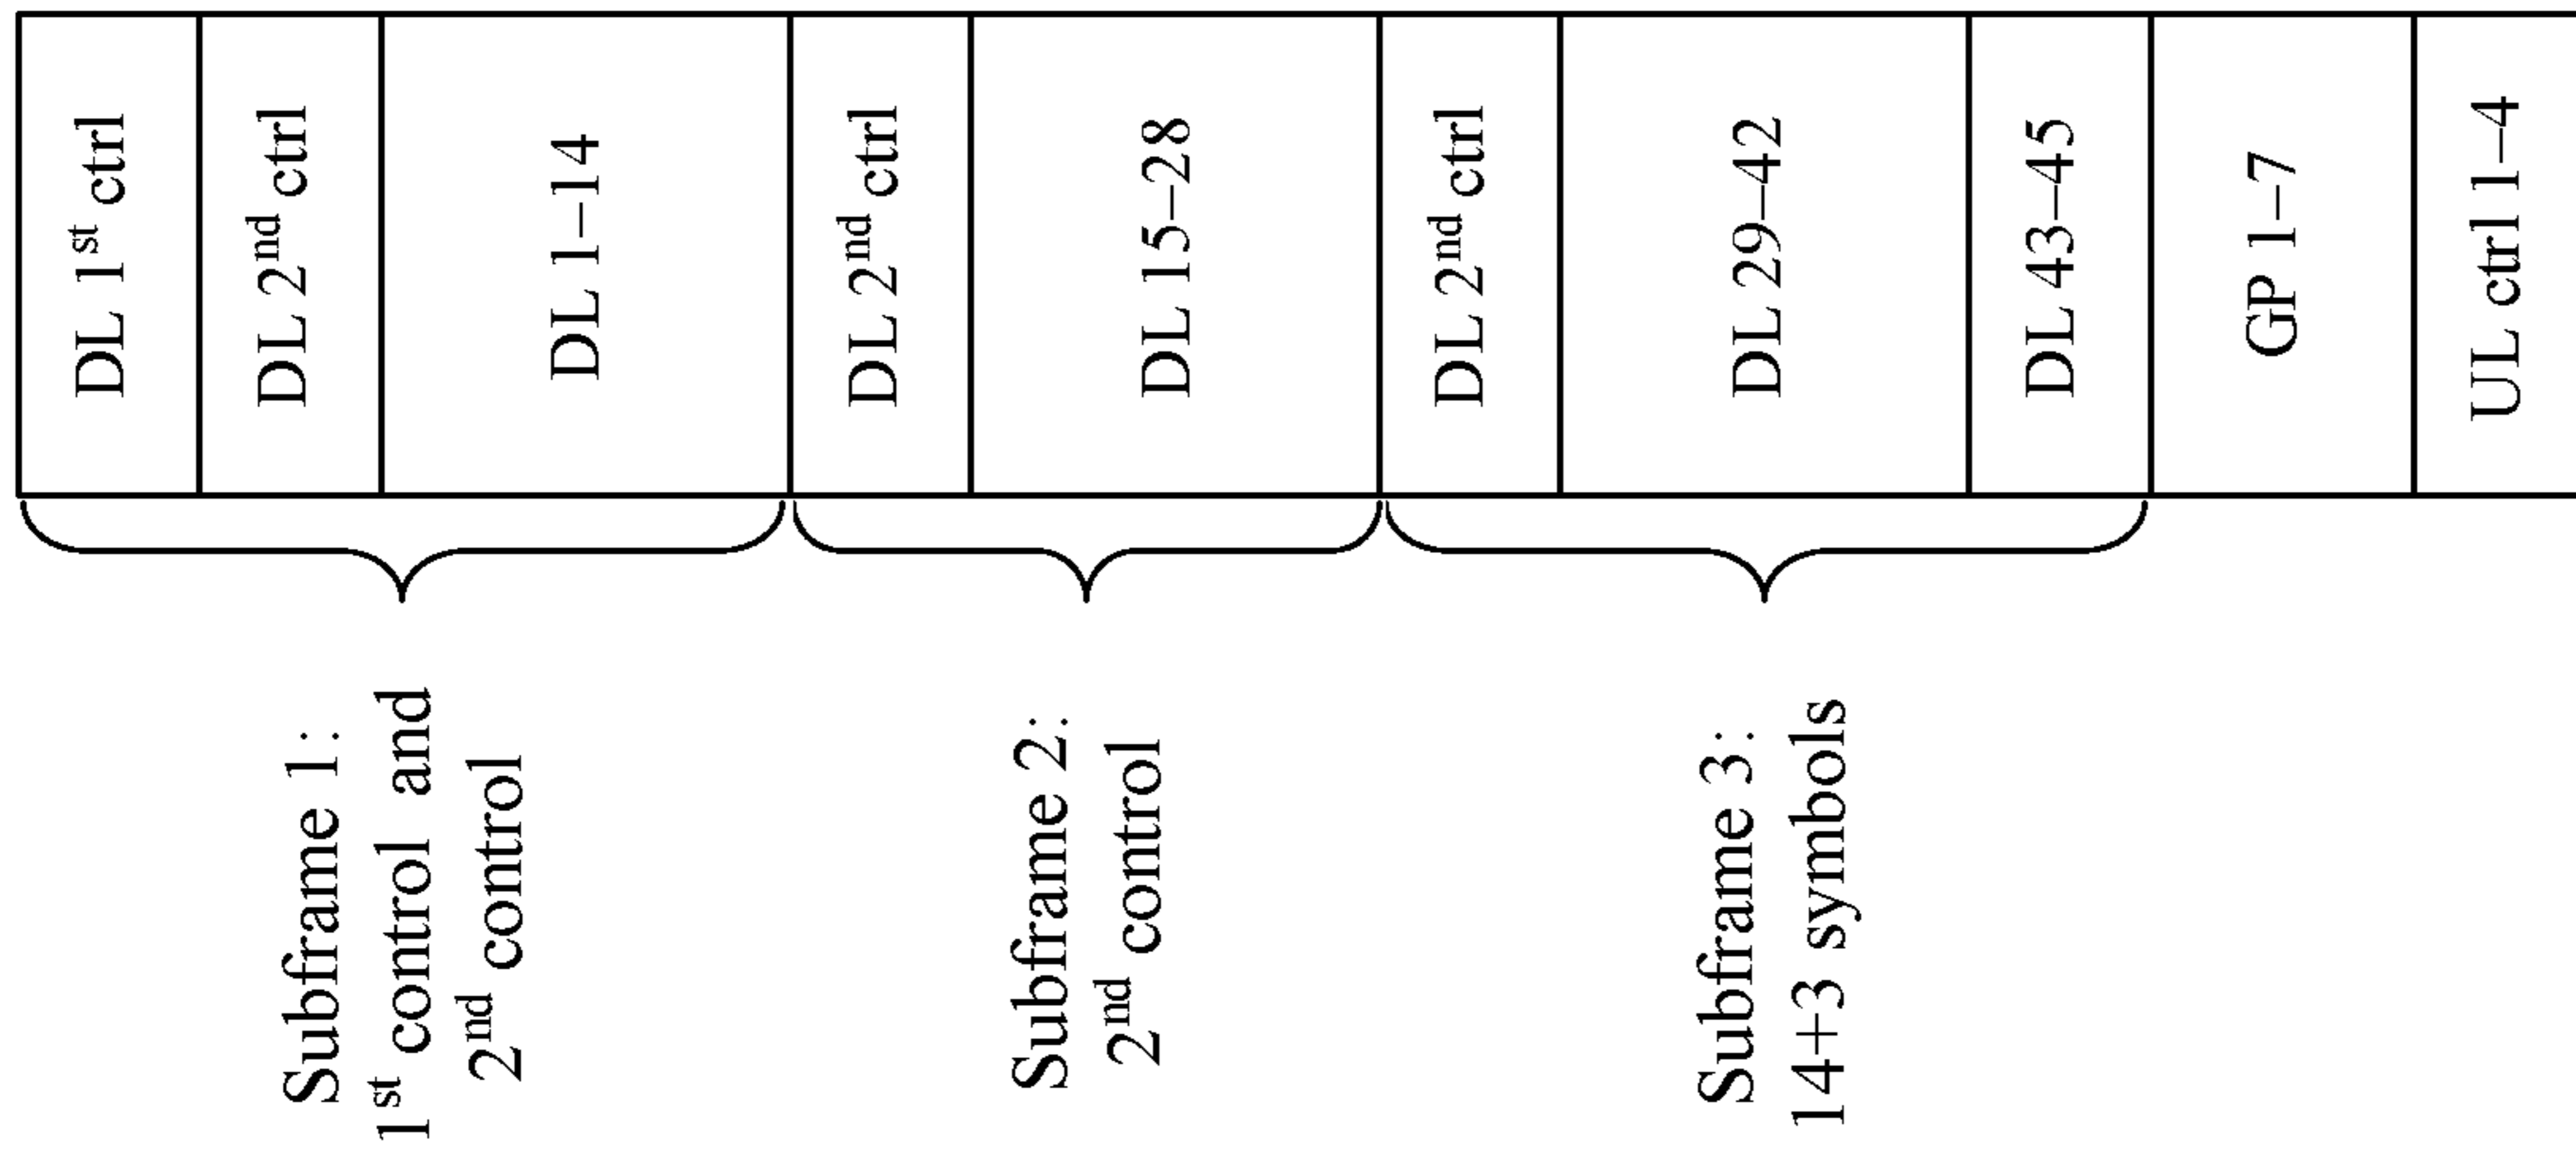 DL 1st ctrl
DL 2nd ctrl
DL 1–14
DL 2nd ctrl
DL 15–28
DL 2nd ctrl
DL 29–42
DL 43–45
GP 1–7
UL ctrl 1–4
Subframe 1:
1st control and
2nd control
Subframe 2:
2nd control
Subframe 3:
14+3 symbols